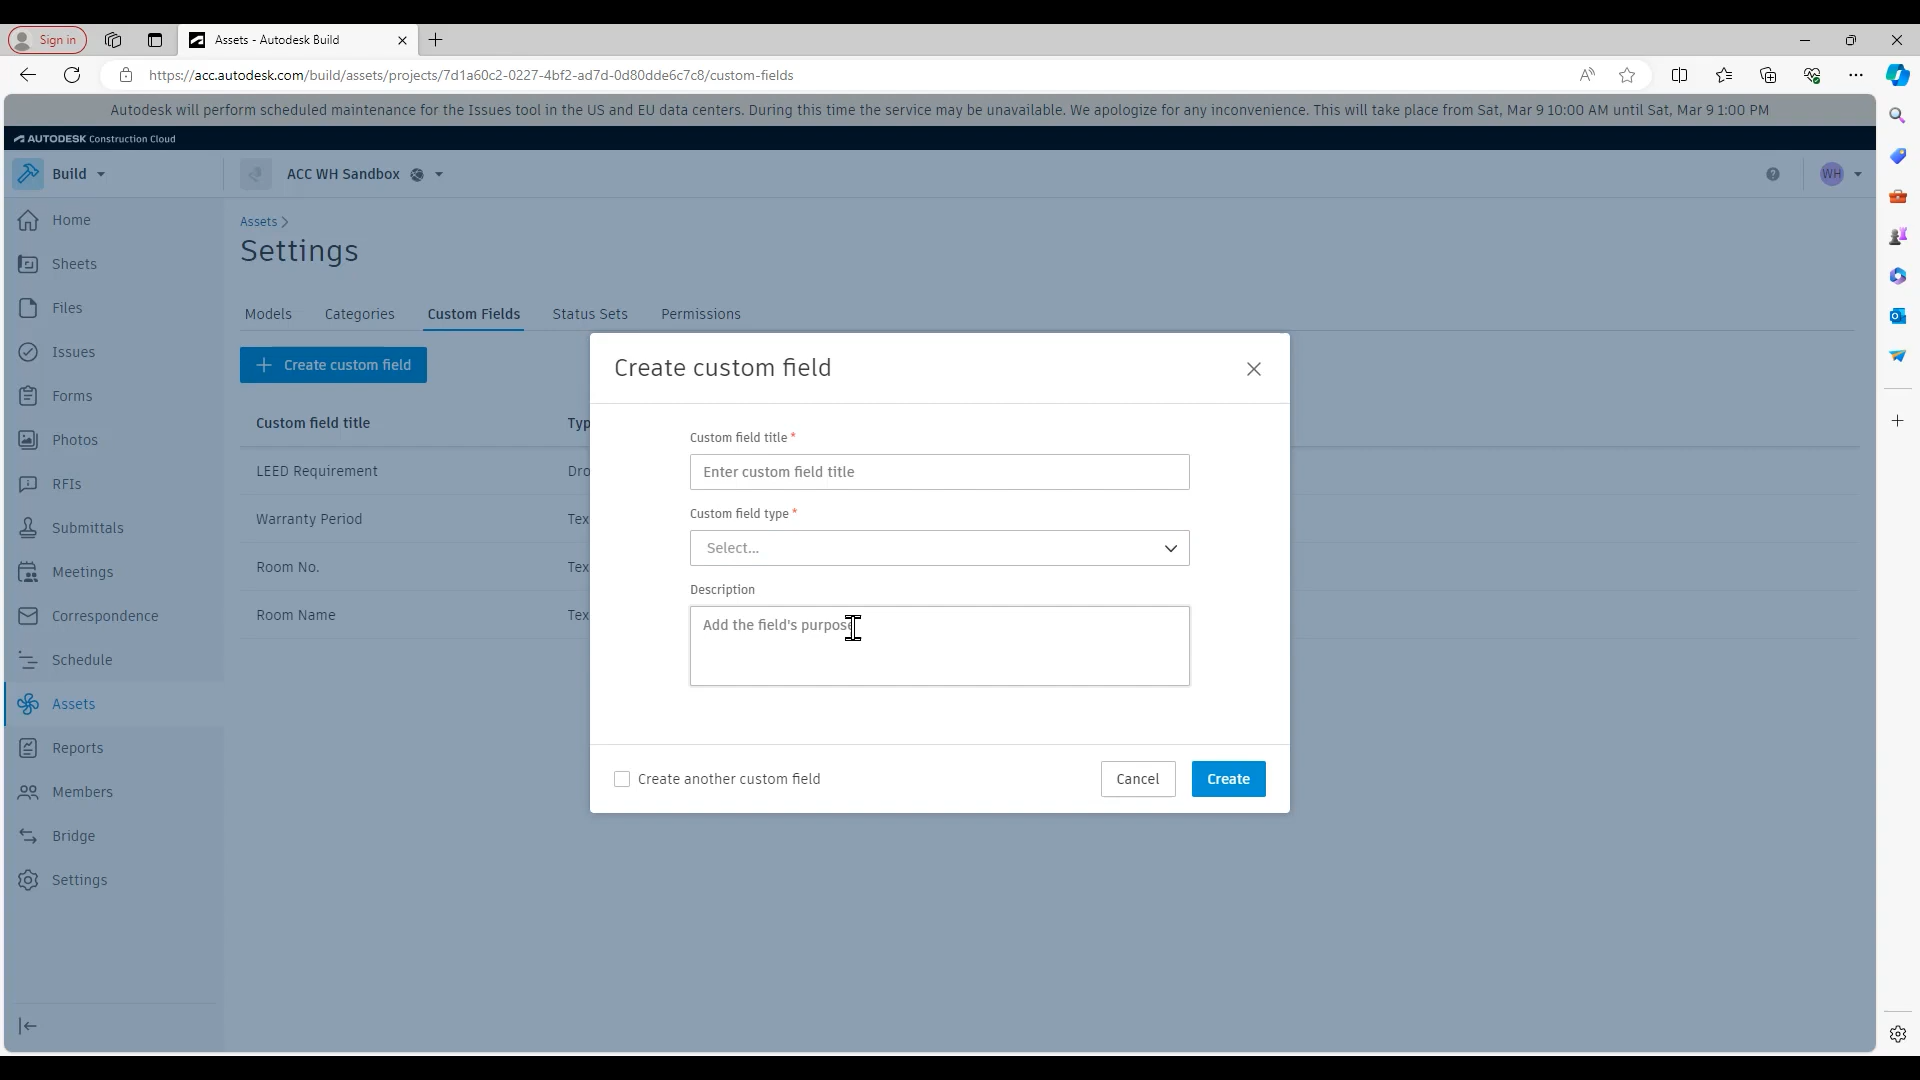 Sign in
Assets - Autodesk Build
https://acc.autodesk.com/build/assets/projects/7d1a60c2-0227-4bf2-ad7d-0d80dde6c7c8/custom-fields
Autodesk will perform scheduled maintenance for the Issues tool in the US and EU data centers. During this time the service may be unavailable. We apologize for any inconvenience. This will take place from Sat, Mar 9 10:00 AM until Sat, Mar 9 1:00 PM
AUTODESK Construction Cloud
Build
ACC WH Sandbox
WH
Home
Sheets
Files
Issues
Forms
Photos
RFIs
Submittals
Meetings
Correspondence
Schedule
Assets
Reports
Members
Bridge
Settings
Assets
Settings
Models Categories Custom Fields Status Sets Permissions
+ Create custom field
Custom field title Typ
LEED Requirement Dro
Warranty Period Tex
Room No. Tex
Room Name Tex
Create custom field
Custom field title *
Enter custom field title
Custom field type *
Select...
Description
Add the field's purpose
Create another custom field
Cancel
Create